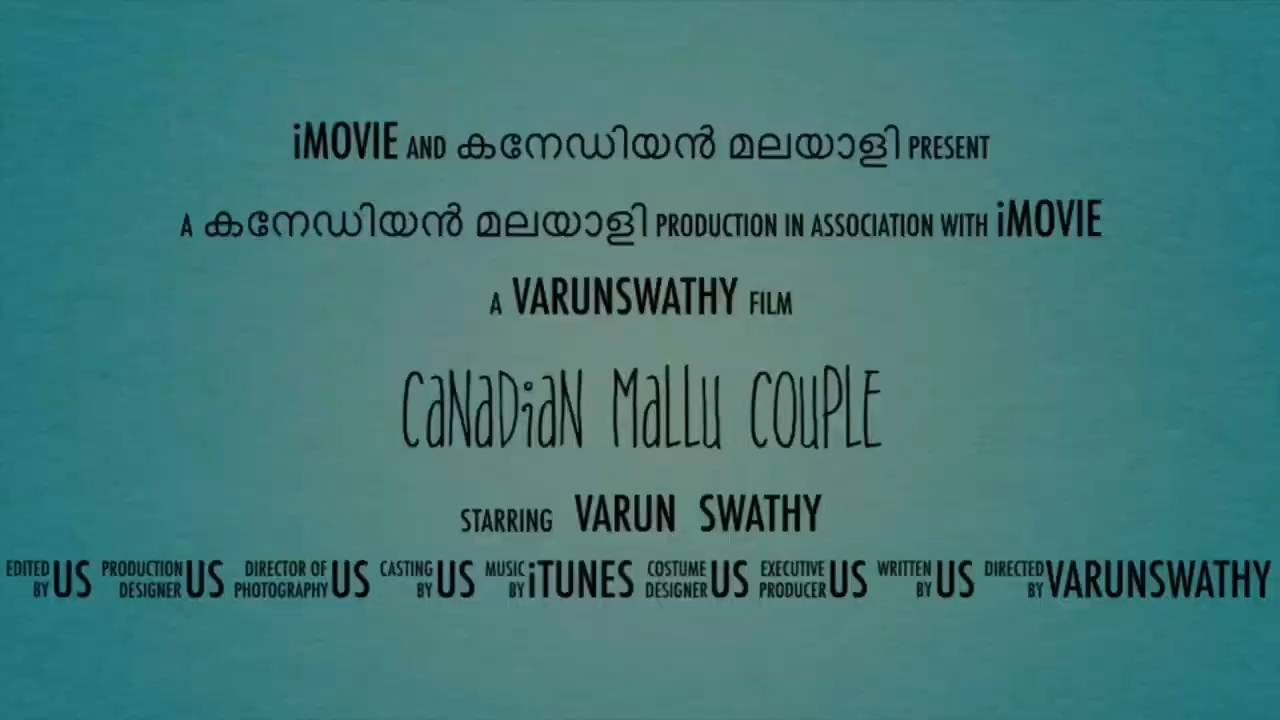 iMOVIE AND കനേഡിയൻ മലയാളി PRESENT
A കനേഡിയൻ മലയാളി PRODUCTION IN ASSOCIATION WITH iMOVIE
A VARUNSWATHY FILM
CANADIAN MALLU COUPLE
STARRING VARUN SWATHY
EDITED BY US PRODUCTION DESIGNER US DIRECTOR OF PHOTOGRAPHY US CASTING BY US MUSIC BY iTUNES COSTUME DESIGNER US EXECUTIVE PRODUCER US WRITTEN BY US DIRECTED BY VARUNSWATHY